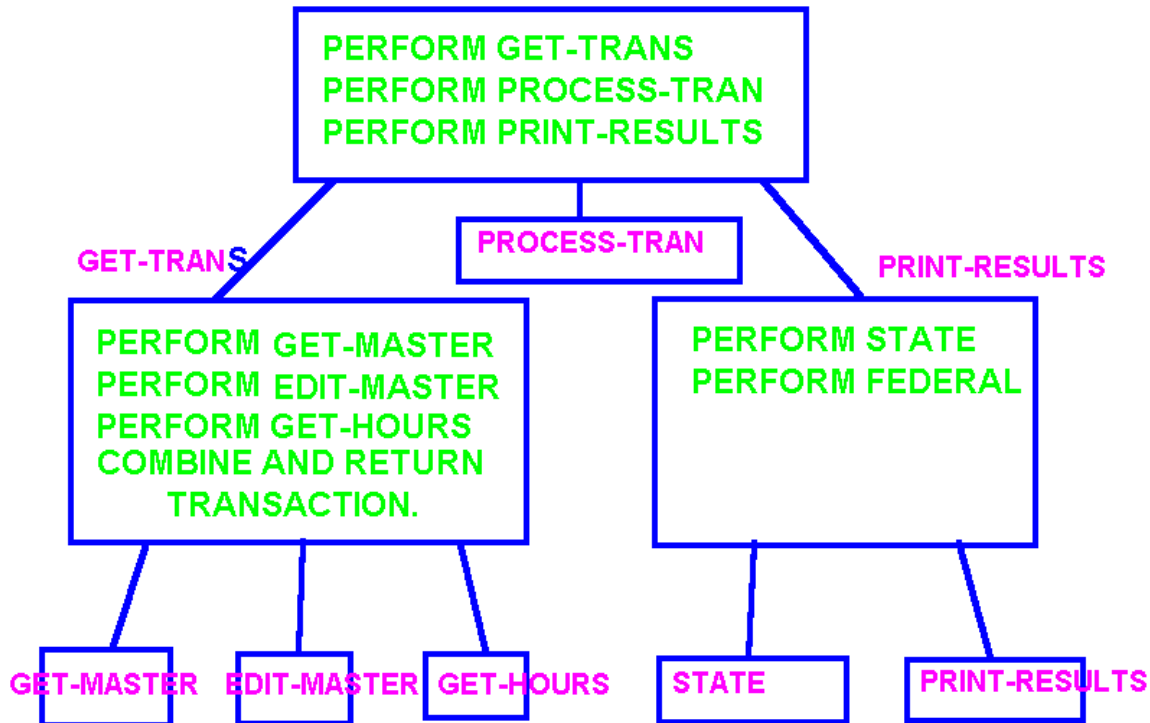 PERFORM GET-TRANS
PERFORM PROCESS-TRAN
PERFORM PRINT-RESULTS
PROCESS-TRAN
GET-TRANS
PRINT-RESULTS
PERFORM GET-MASTER
PERFORM EDIT-MASTER
PERFORM GET-HOURS
COMBINE AND RETURN
TRANSACTION.
PERFORM STATE
PERFORM FEDERAL
GET-MASTER
EDIT-MASTER
GET-HOURS
STATE
PRINT-RESULTS